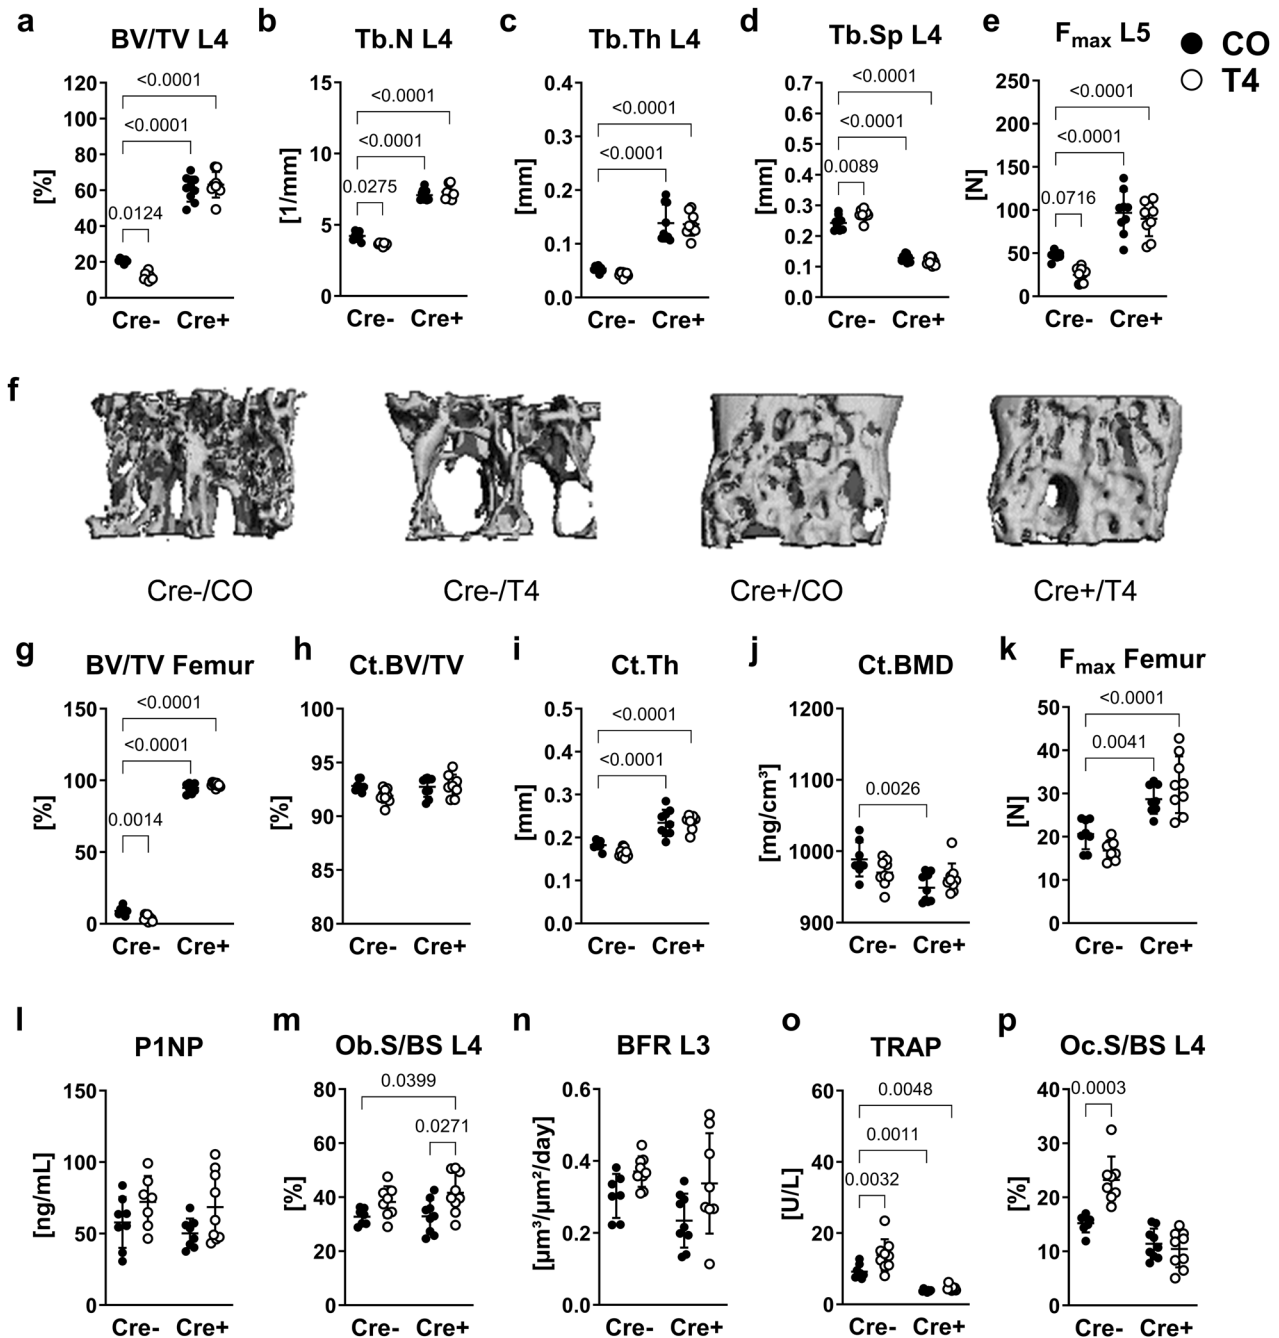 a
BV/TV L4
[%]
120
100
80
60
40
20
0
<0.0001
<0.0001
0.0124
Cre- Cre+
b
Tb.N L4
[1/mm]
15
10
5
0
<0.0001
<0.0001
0.0275
Cre- Cre+
c
Tb.Th L4
[mm]
0.4
0.3
0.2
0.1
0.0
<0.0001
<0.0001
Cre- Cre+
d
Tb.Sp L4
[mm]
0.7
0.6
0.5
0.4
0.3
0.2
0.1
0.0
<0.0001
<0.0001
0.0089
Cre- Cre+
e
Fmax L5
[N]
250
200
150
100
50
0
<0.0001
<0.0001
0.0716
Cre- Cre+
CO
T4
f
Cre-/CO
Cre-/T4
Cre+/CO
Cre+/T4
g
BV/TV Femur
[%]
150
100
50
0
<0.0001
<0.0001
0.0014
Cre- Cre+
h
Ct.BV/TV
[%]
100
95
90
85
80
Cre- Cre+
i
Ct.Th
[mm]
0.5
0.4
0.3
0.2
0.1
0.0
<0.0001
<0.0001
Cre- Cre+
j
Ct.BMD
[mg/cm³]
1200
1100
1000
900
0.0026
Cre- Cre+
k
Fmax Femur
[N]
50
40
30
20
10
0
<0.0001
0.0041
Cre- Cre+
l
P1NP
[ng/mL]
150
100
50
0
Cre- Cre+
m
Ob.S/BS L4
[%]
80
60
40
20
0
0.0399
0.0271
Cre- Cre+
n
BFR L3
[µm³/µm²/day]
0.6
0.4
0.2
0.0
Cre- Cre+
o
TRAP
[U/L]
60
40
20
0
0.0048
0.0011
0.0032
Cre- Cre+
p
Oc.S/BS L4
[%]
40
30
20
10
0
0.0003
Cre- Cre+